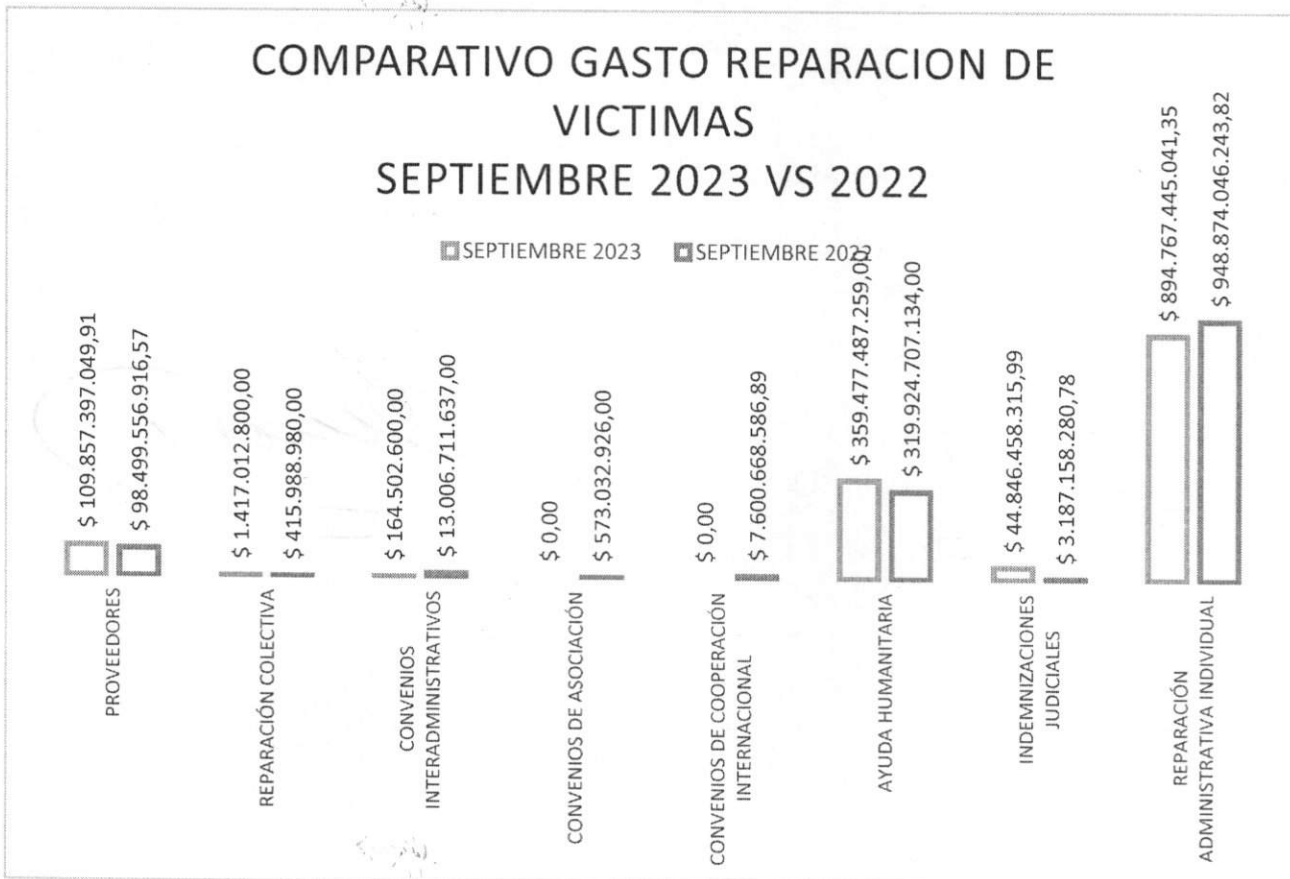 COMPARATIVO GASTO REPARACION DE
VICTIMAS
SEPTIEMBRE 2023 VS 2022
SEPTIEMBRE 2023
SEPTIEMBRE 2022
$ 109.857.397.049,91
$ 98.499.556.916,57
PROVEEDORES
$ 1.417.012.800,00
$ 415.988.980,00
REPARACIÓN COLECTIVA
$ 164.502.600,00
$ 13.006.711.637,00
CONVENIOS
INTERADMINISTRATIVOS
$ 0,00
$ 573.032.926,00
CONVENIOS DE ASOCIACIÓN
$ 0,00
$ 7.600.668.586,89
CONVENIOS DE COOPERACIÓN
INTERNACIONAL
$ 359.477.487.259,00
$ 319.924.707.134,00
AYUDA HUMANITARIA
$ 44.846.458.315,99
$ 3.187.158.280,78
INDEMNIZACIONES
JUDICIALES
$ 894.767.445.041,35
$ 948.874.046.243,82
REPARACIÓN
ADMINISTRATIVA INDIVIDUAL